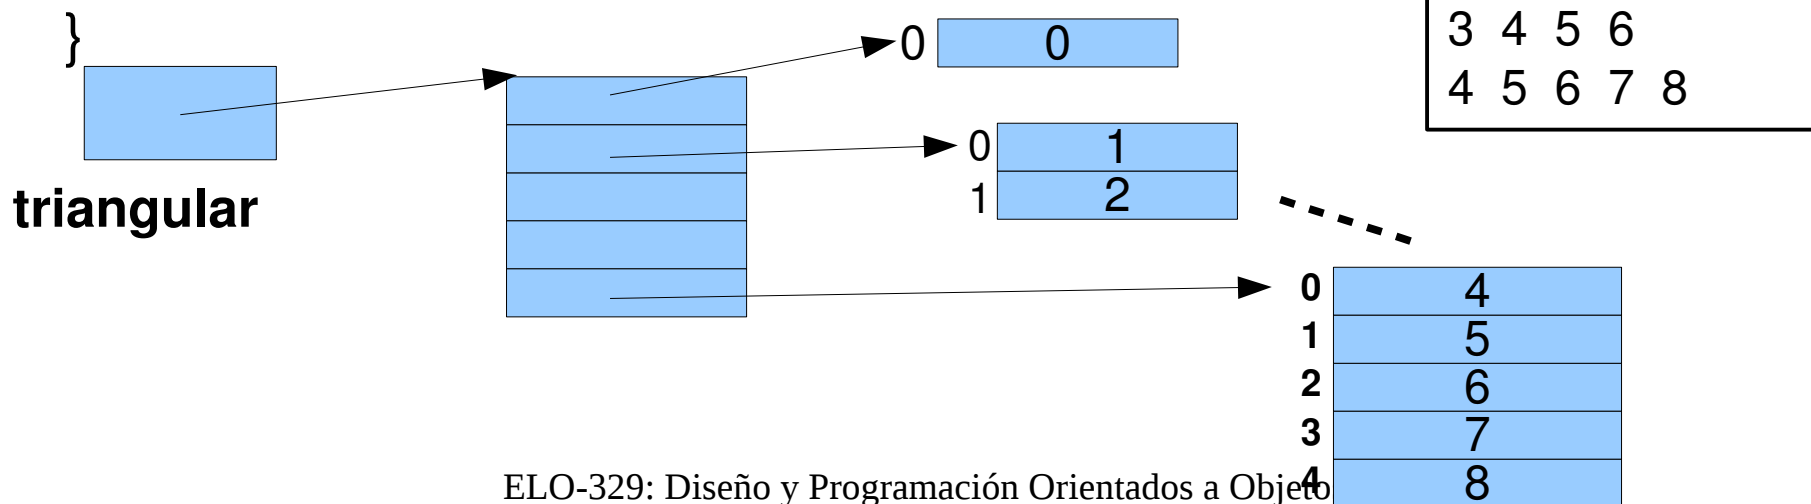 }
triangular
0 0
0 1
1 2
3 4 5 6
4 5 6 7 8
0 4
1 5
2 6
3 7
4 8
ELO-329: Diseño y Programación Orientados a Objeto